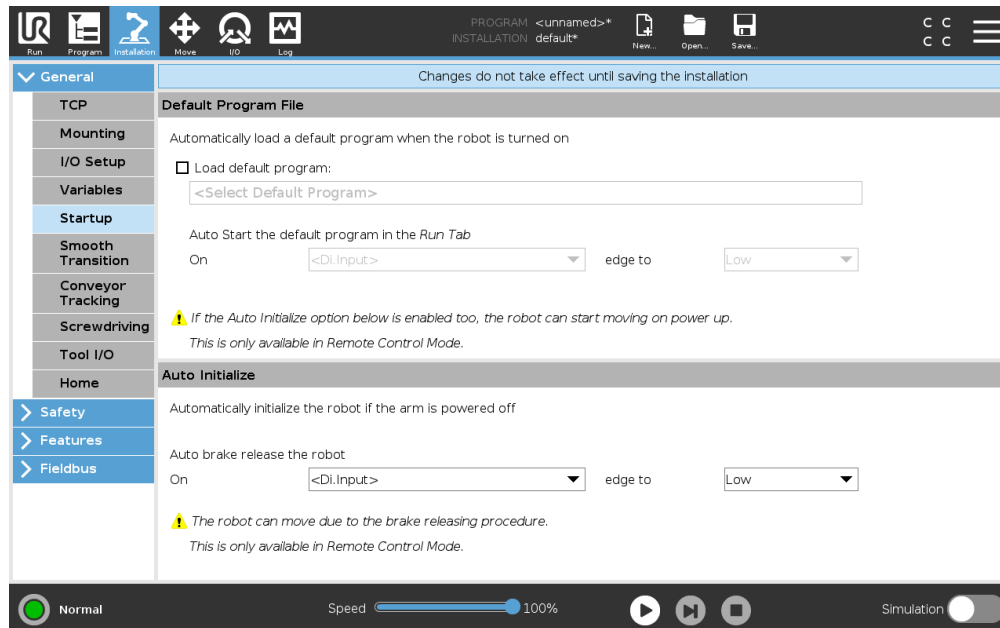 PROGRAM <unnamed>*
INSTALLATION default*
UR
Run
Program
Installation
Move
I/O
Log
New...
Open...
Save...
C C
C C
General
TCP
Mounting
I/O Setup
Variables
Startup
Smooth
Transition
Conveyor
Tracking
Screwdriving
Tool I/O
Home
Safety
Features
Fieldbus
Changes do not take effect until saving the installation
Default Program File
Automatically load a default program when the robot is turned on
Load default program:
<Select Default Program>
Auto Start the default program in the Run Tab
On <Di.Input> edge to Low
If the Auto Initialize option below is enabled too, the robot can start moving on power up.
This is only available in Remote Control Mode.
Auto Initialize
Automatically initialize the robot if the arm is powered off
Auto brake release the robot
On <Di.Input> edge to Low
The robot can move due to the brake releasing procedure.
This is only available in Remote Control Mode.
Normal
Speed 100%
Simulation